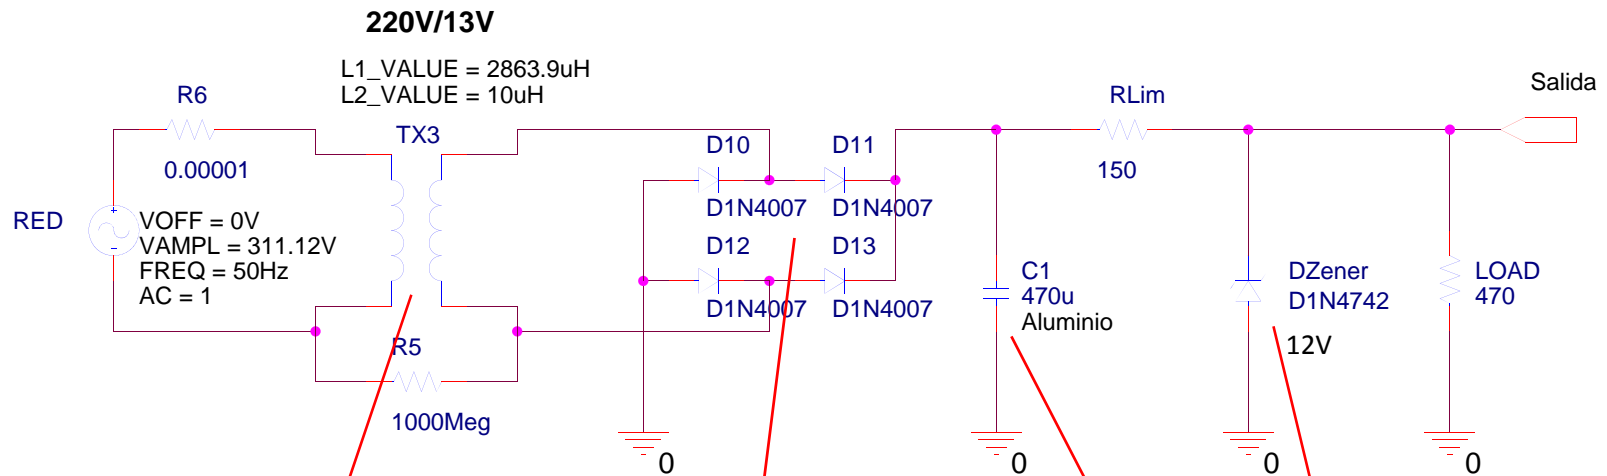 220V/13V
L1_VALUE = 2863.9uH
L2_VALUE = 10uH
R6
0.00001
TX3
RED
VOFF = 0V
VAMPL = 311.12V
FREQ = 50Hz
AC = 1
R5
1000Meg
D10
D1N4007
D11
D1N4007
D12
D1N4007
D13
D1N4007
0
C1
470u
Aluminio
0
RLim
150
DZener
D1N4742
12V
0
LOAD
470
0
Salida